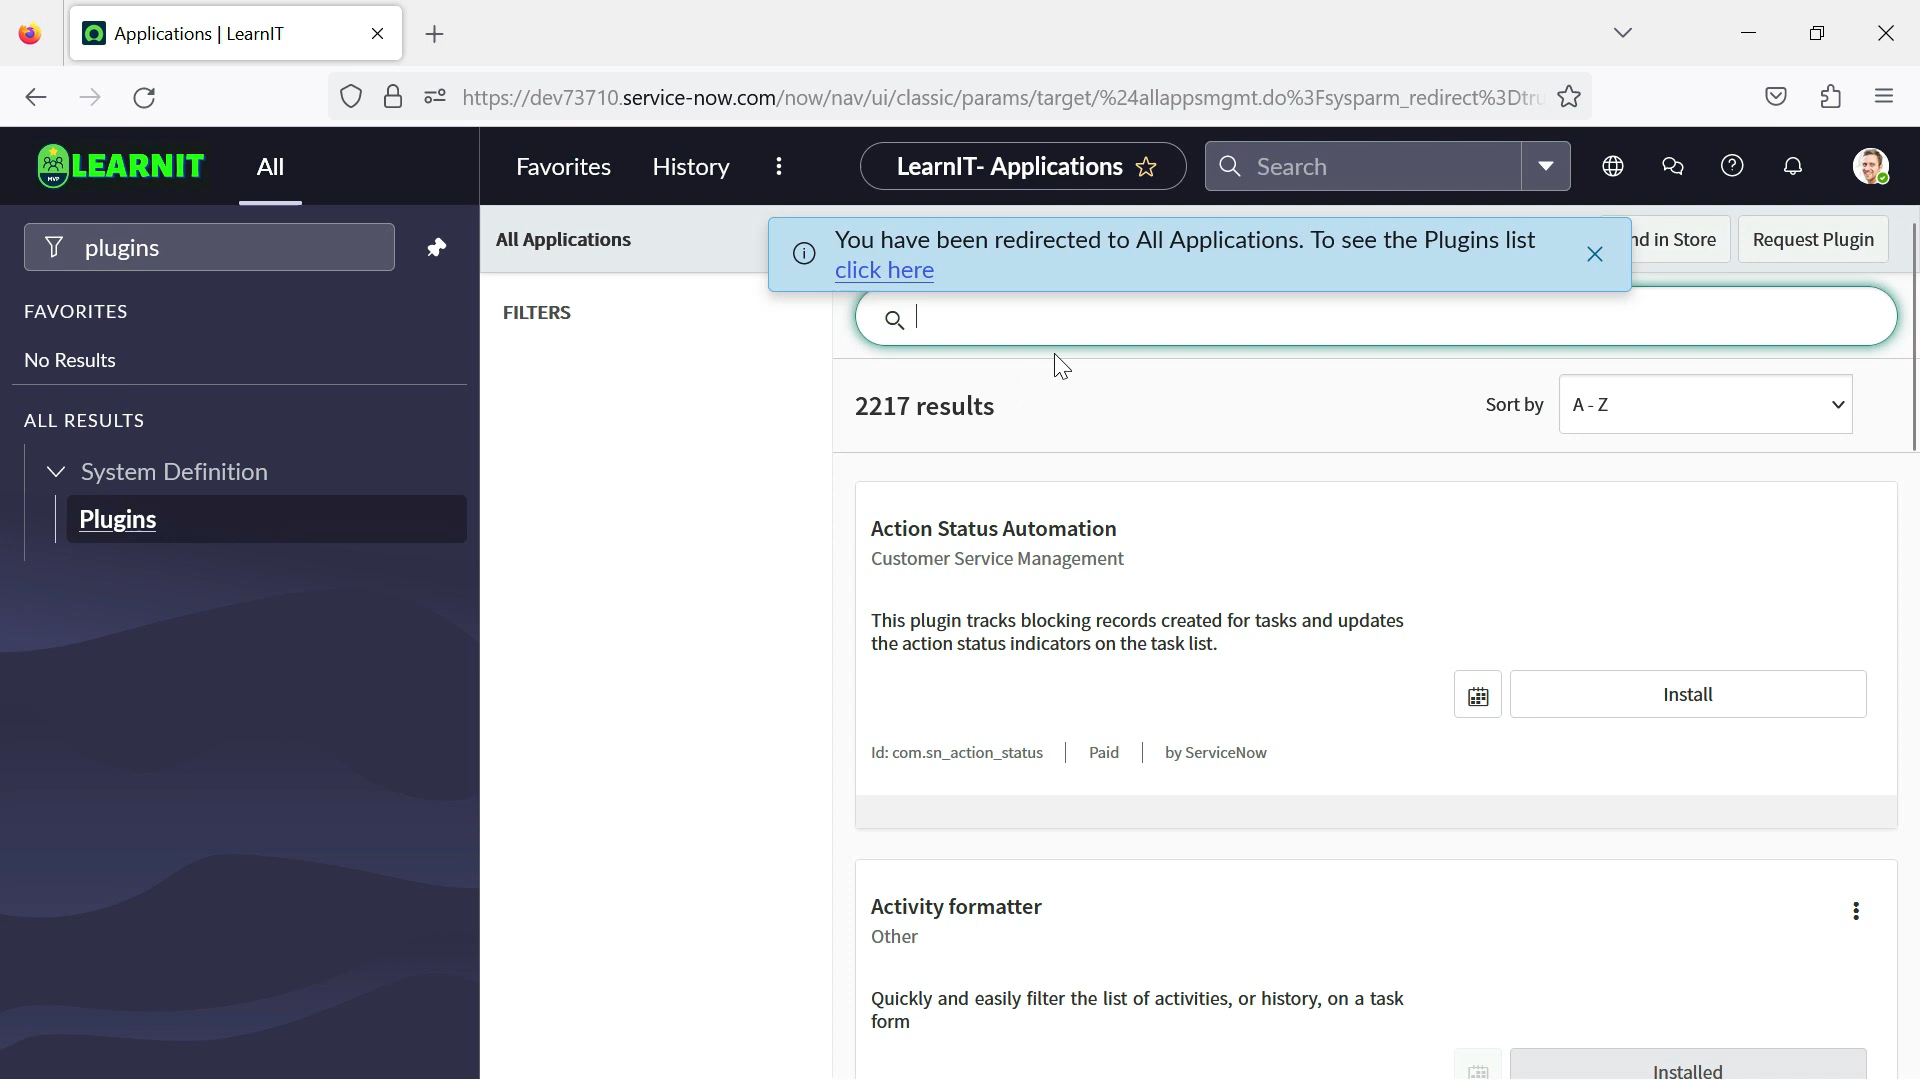 Applications | LearnIT
https://dev73710.service-now.com/now/nav/ui/classic/params/target/%24allappsmgmt.do%3Fsysparm_redirect%3Dtru
MVP LEARNIT
All
Favorites
History
LearnIT- Applications
Search
plugins
FAVORITES
No Results
ALL RESULTS
System Definition
Plugins
All Applications
You have been redirected to All Applications. To see the Plugins list
click here
nd in Store
Request Plugin
FILTERS
2217 results
Sort by
A - Z
Action Status Automation
Customer Service Management
This plugin tracks blocking records created for tasks and updates
the action status indicators on the task list.
Install
Id: com.sn_action_status
Paid
by ServiceNow
Activity formatter
Other
Quickly and easily filter the list of activities, or history, on a task
form
Installed